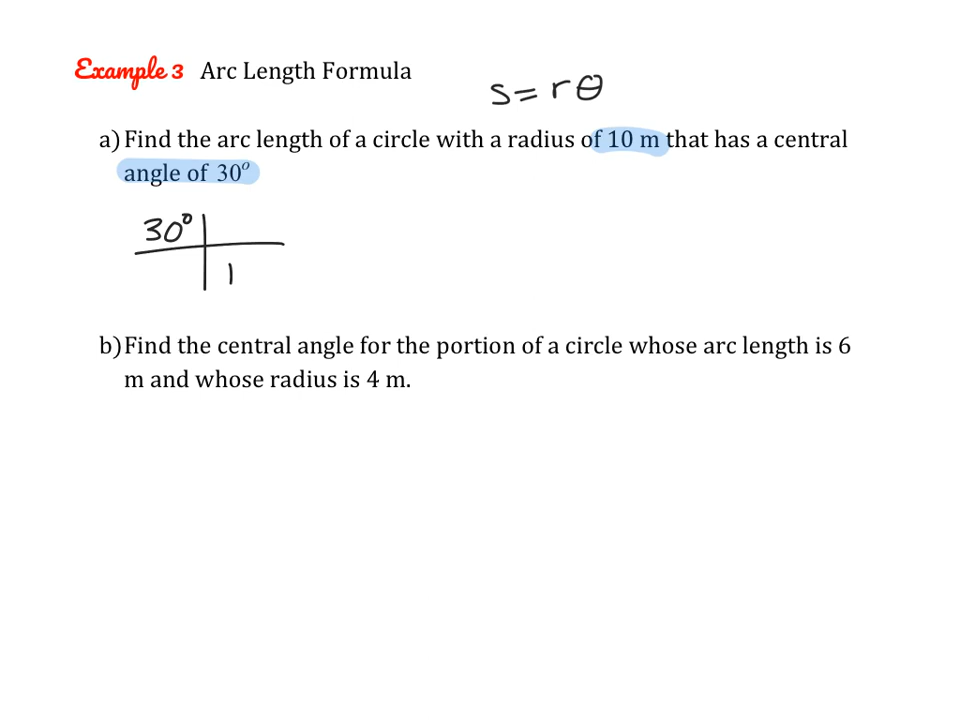 Example 3 Arc Length Formula
s = rθ
a) Find the arc length of a circle with a radius of 10 m that has a central
angle of 30°
30°
1
b) Find the central angle for the portion of a circle whose arc length is 6
m and whose radius is 4 m.